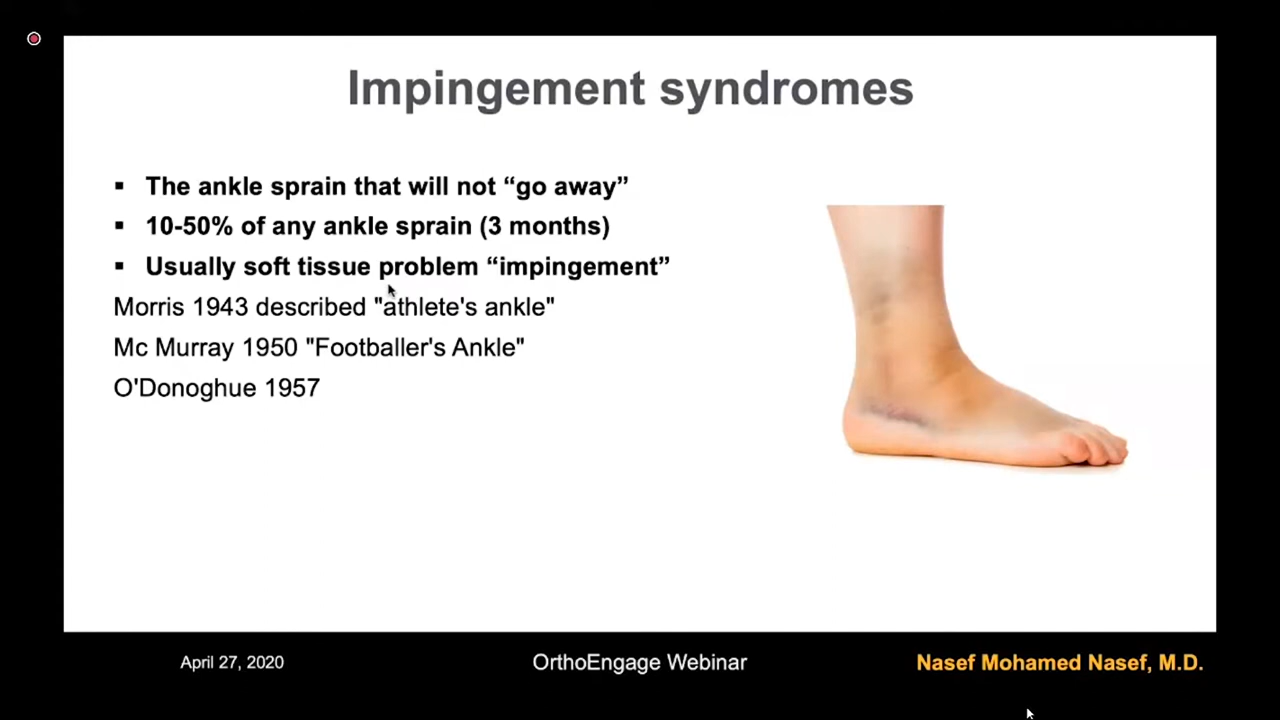 Impingement syndromes
▪ The ankle sprain that will not “go away”
▪ 10-50% of any ankle sprain (3 months)
▪ Usually soft tissue problem “impingement”
Morris 1943 described "athlete's ankle"
Mc Murray 1950 "Footballer's Ankle"
O'Donoghue 1957
April 27, 2020
OrthoEngage Webinar
Nasef Mohamed Nasef, M.D.